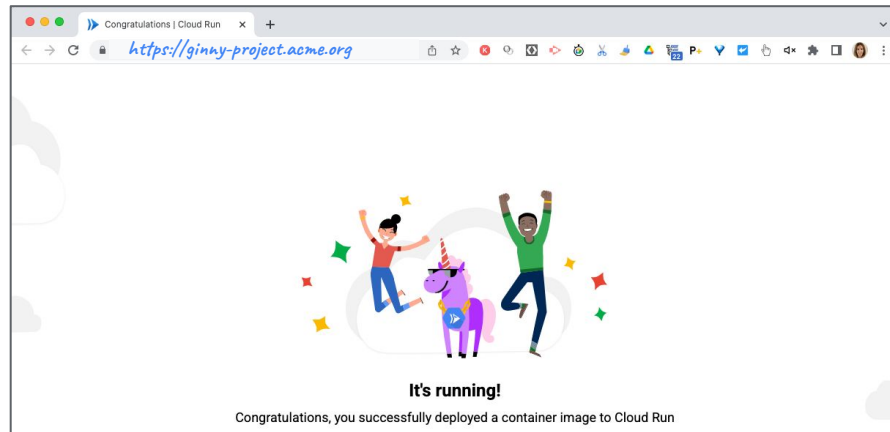 Congratulations | Cloud Run
https://ginny-project.acme.org
K
P+
22
It's running!
Congratulations, you successfully deployed a container image to Cloud Run